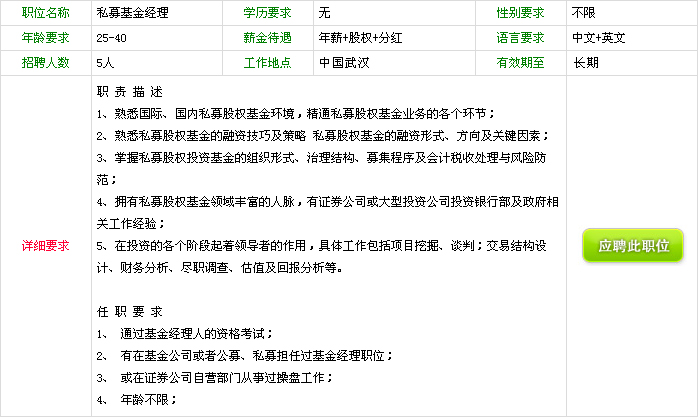 职位名称 私募基金经理 学历要求 无 性别要求 不限
年龄要求 25-40 薪金待遇 年薪+股权+分红 语言要求 中文+英文
招聘人数 5人 工作地点 中国武汉 有效期至 长期
职 责 描 述
1、熟悉国际、国内私募股权基金环境,精通私募股权基金业务的各个环节;
2、熟悉私募股权基金的融资技巧及策略 私募股权基金的融资形式、方向及关键因素;
3、掌握私募股权投资基金的组织形式、治理结构、募集程序及会计税收处理与风险防
范;
4、拥有私募股权基金领域丰富的人脉,有证券公司或大型投资公司投资银行部及政府相
关工作经验;
详细要求
5、在投资的各个阶段起着领导者的作用,具体工作包括项目挖掘、谈判;交易结构设
应聘此职位
计、财务分析、尽职调查、估值及回报分析等。
任 职 要 求
1、 通过基金经理人的资格考试;
2、 有在基金公司或者公募、私募担任过基金经理职位;
3、 或在证券公司自营部门从事过操盘工作;
4、 年龄不限;